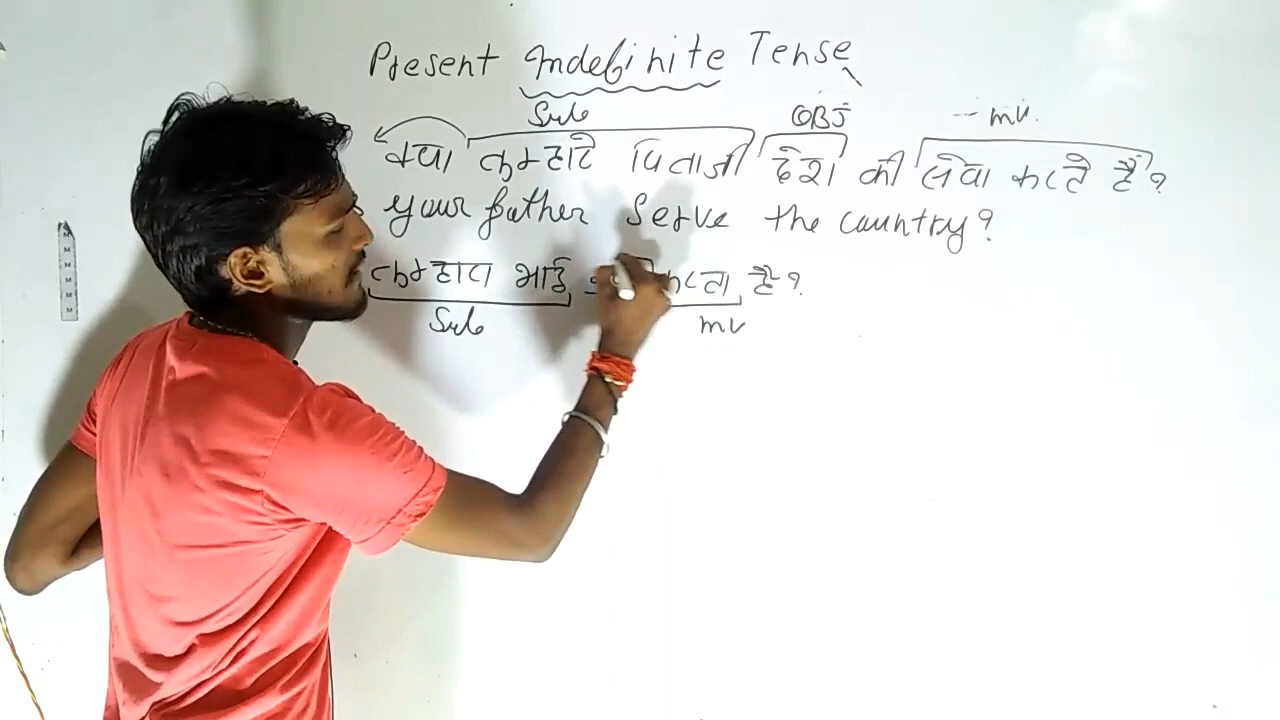 Present Indefinite Tense
Sub OBJ mv.
क्या तुम्हारे पिताजी देश की सेवा करते हैं?
your father serve the country?
तुम्हारा भाई करता है?
Sub mv